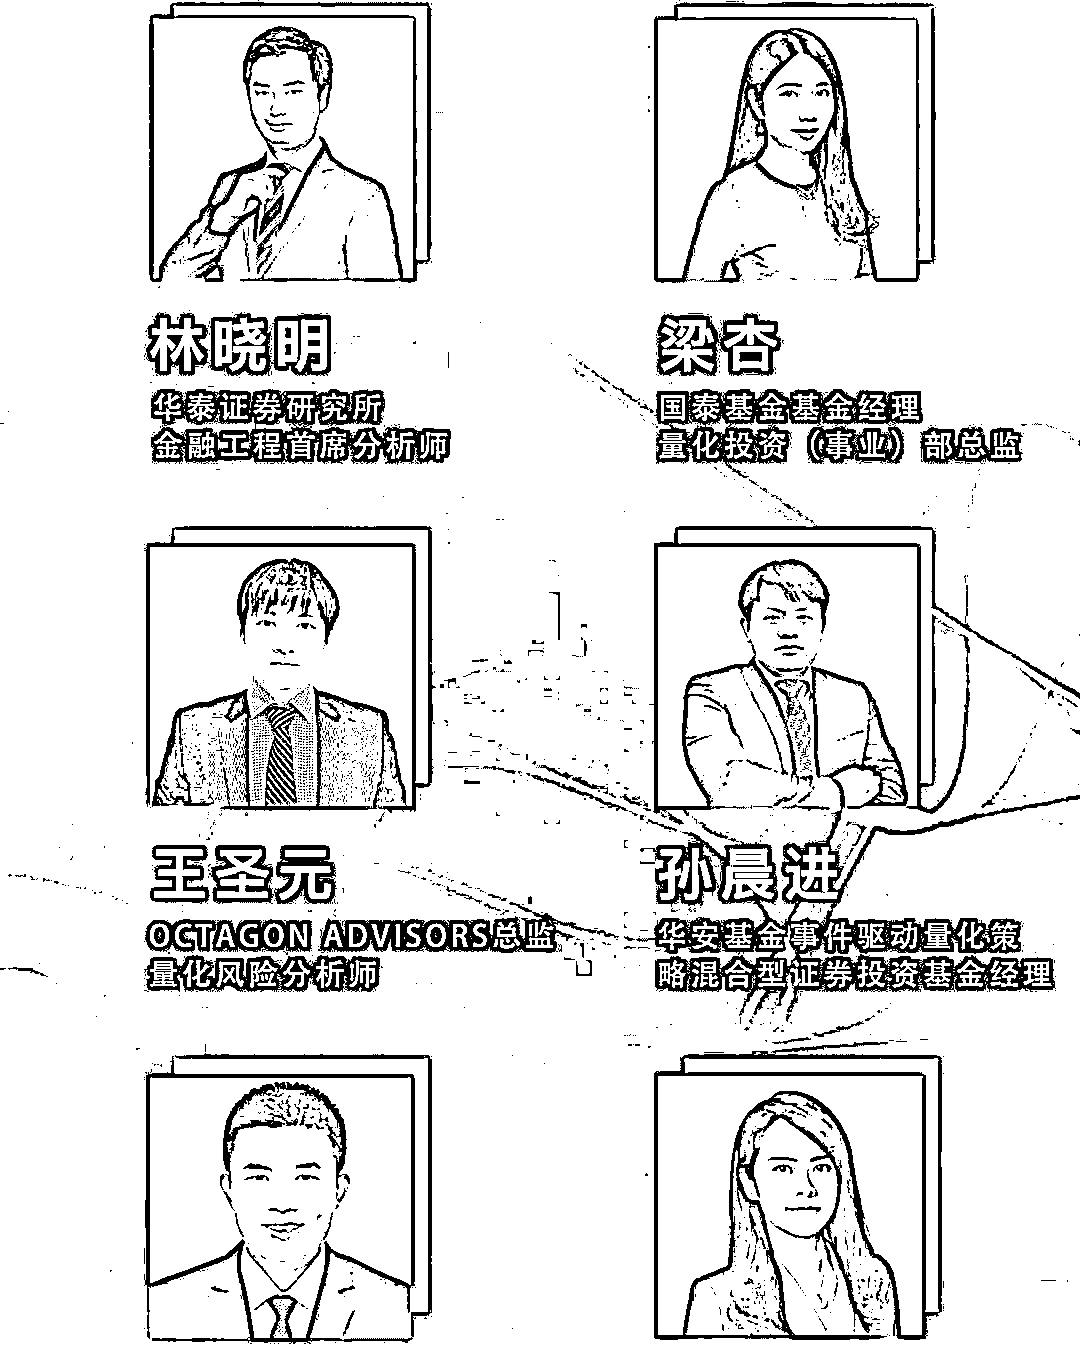 林晓明
华泰证券研究所
金融工程首席分析师
梁杏
国泰基金基金经理
量化投资（事业）部总监
王圣元
OCTAGON ADVISORS总监
量化风险分析师
孙晨进
华安基金事件驱动量化策
略混合型证券投资基金经理